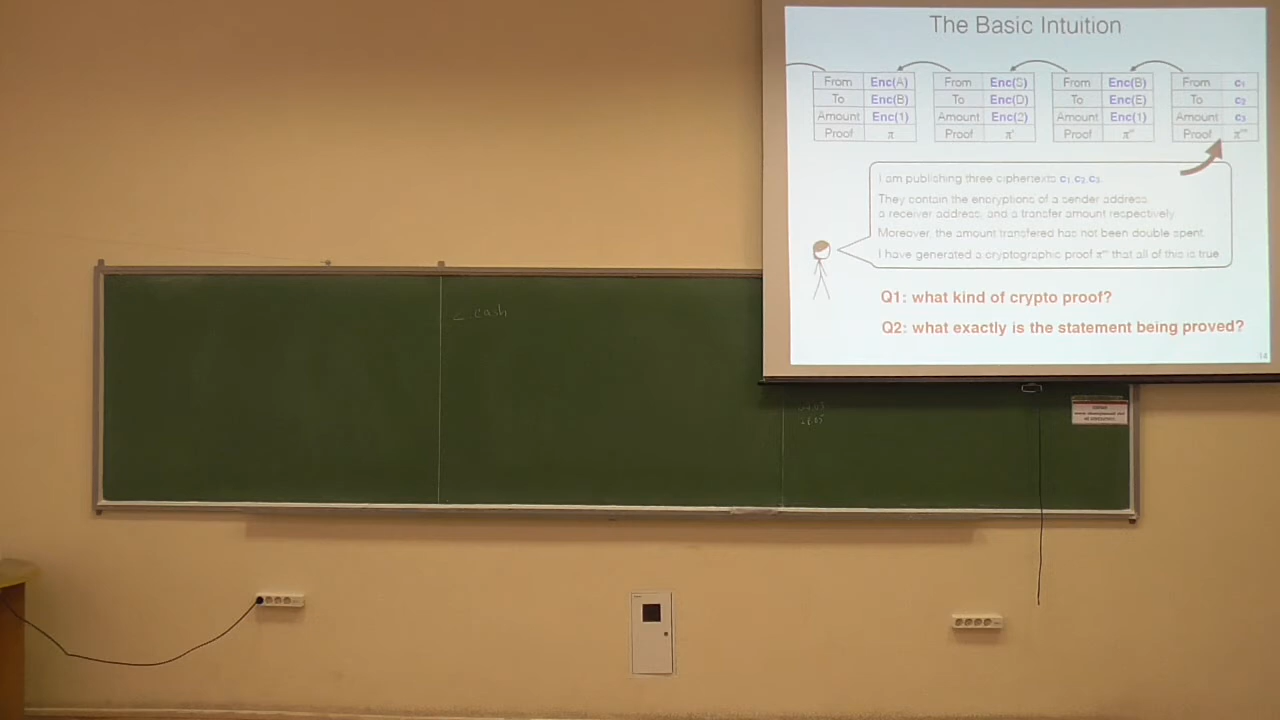 The Basic Intuition
From Enc(A) From Enc(S) From Enc(B) From c₁
To Enc(B) To Enc(D) To Enc(E) To c₂
Amount Enc(1) Amount Enc(2) Amount Enc(1) Amount c₃
Proof π Proof π' Proof π'' Proof π'''
I am publishing three ciphertexts c₁,c₂,c₃.
They contain the encryptions of a sender address,
a receiver address, and a transfer amount respectively.
Moreover, the amount transfered has not been double spent.
I have generated a cryptographic proof π''' that all of this is true
Q1: what kind of crypto proof?
Q2: what exactly is the statement being proved?
14
cash